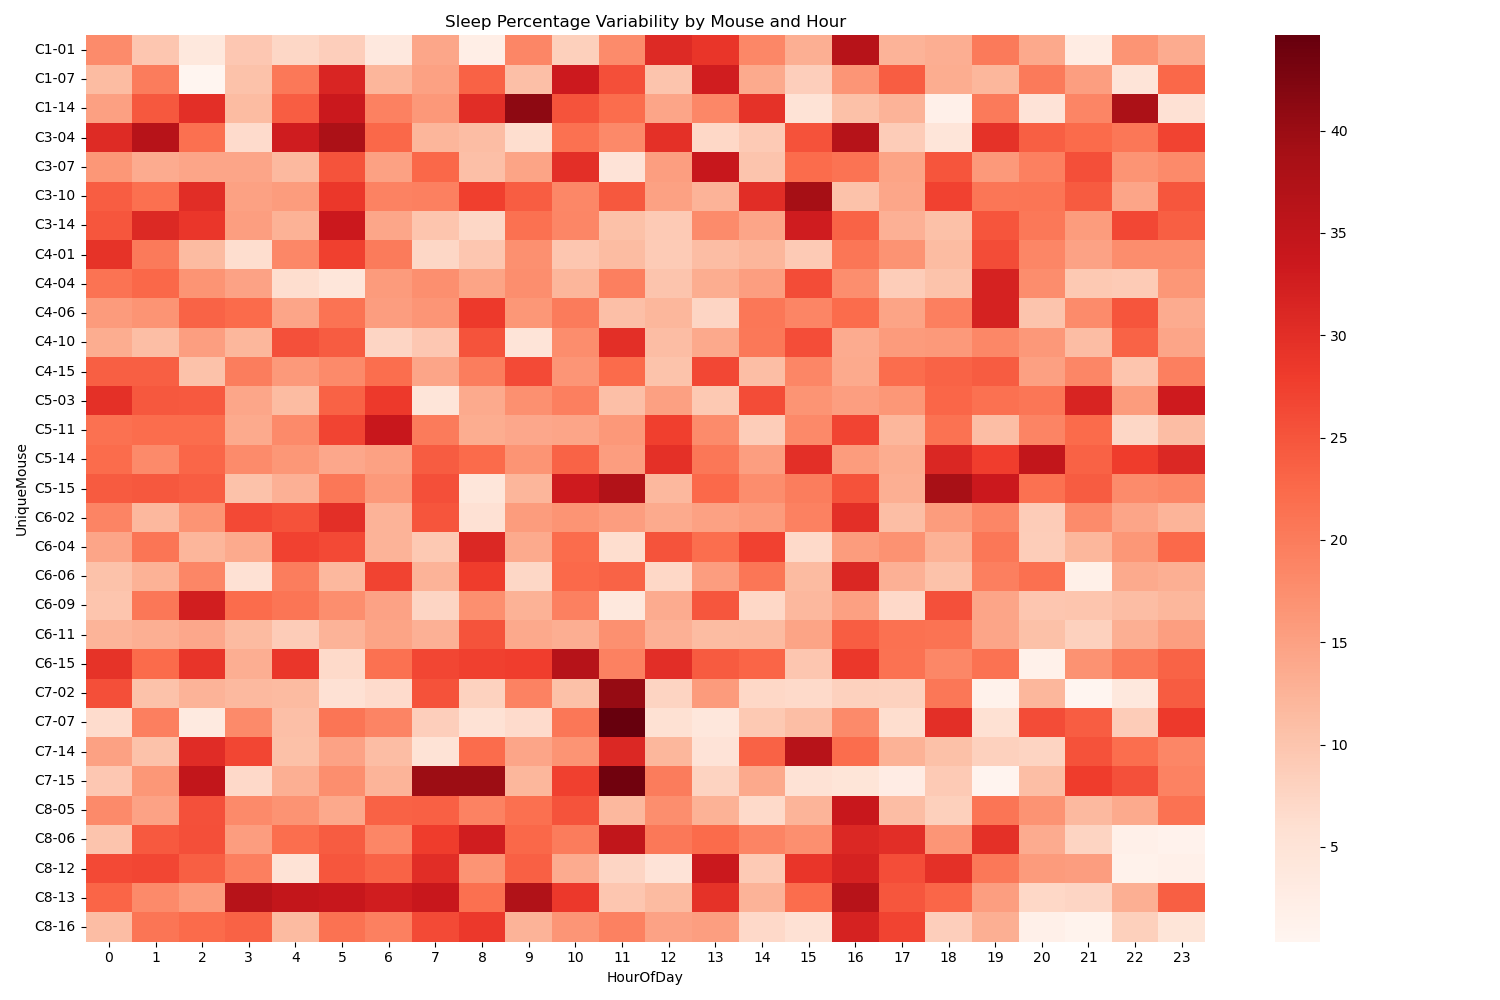 Sleep Percentage Variability by Mouse and Hour
UniqueMouse
C1-01
C1-07
C1-14
C3-04
C3-07
C3-10
C3-14
C4-01
C4-04
C4-06
C4-10
C4-15
C5-03
C5-11
C5-14
C5-15
C6-02
C6-04
C6-06
C6-09
C6-11
C6-15
C7-02
C7-07
C7-14
C7-15
C8-05
C8-06
C8-12
C8-13
C8-16
0 1 2 3 4 5 6 7 8 9 10 11 12 13 14 15 16 17 18 19 20 21 22 23
HourOfDay
40
35
30
25
20
15
10
5